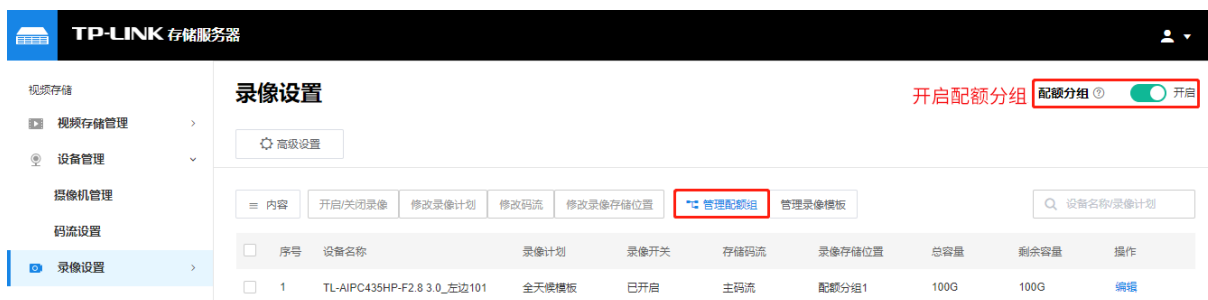 TP-LINK 存储服务器
视频存储
视频存储管理
设备管理
摄像机管理
码流设置
录像设置
录像设置
开启配额分组 配额分组 ? 开启
高级设置
内容 开启/关闭录像 修改录像计划 修改码流 修改录像存储位置 管理配额组 管理录像模板 设备名称/录像计划
序号 设备名称 录像计划 录像开关 存储码流 录像存储位置 总容量 剩余容量 操作
1 TL-AIPC435HP-F2.8 3.0_左边101 全天候模板 已开启 主码流 配额分组1 100G 100G 编辑